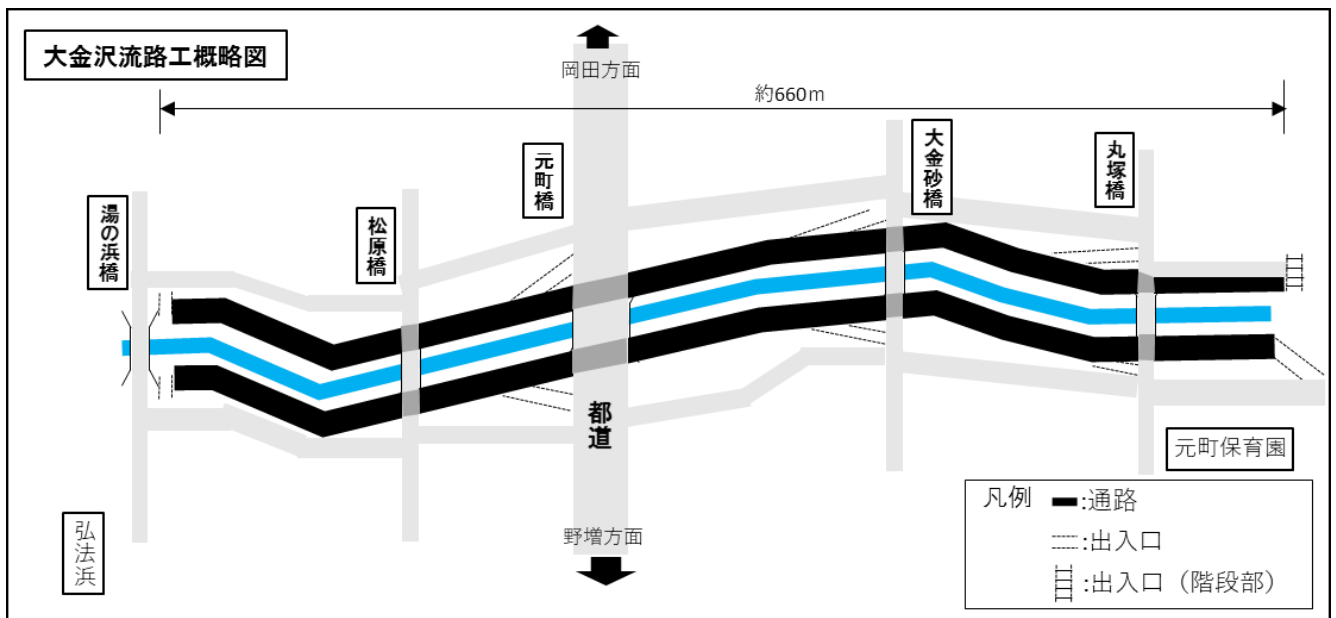 大金沢流路工概略図
岡田方面
約660ｍ
湯の浜橋
松原橋
元町橋
大金砂橋
丸塚橋
都道
元町保育園
弘法浜
野増方面
凡例
:通路
:出入口
:出入口（階段部）